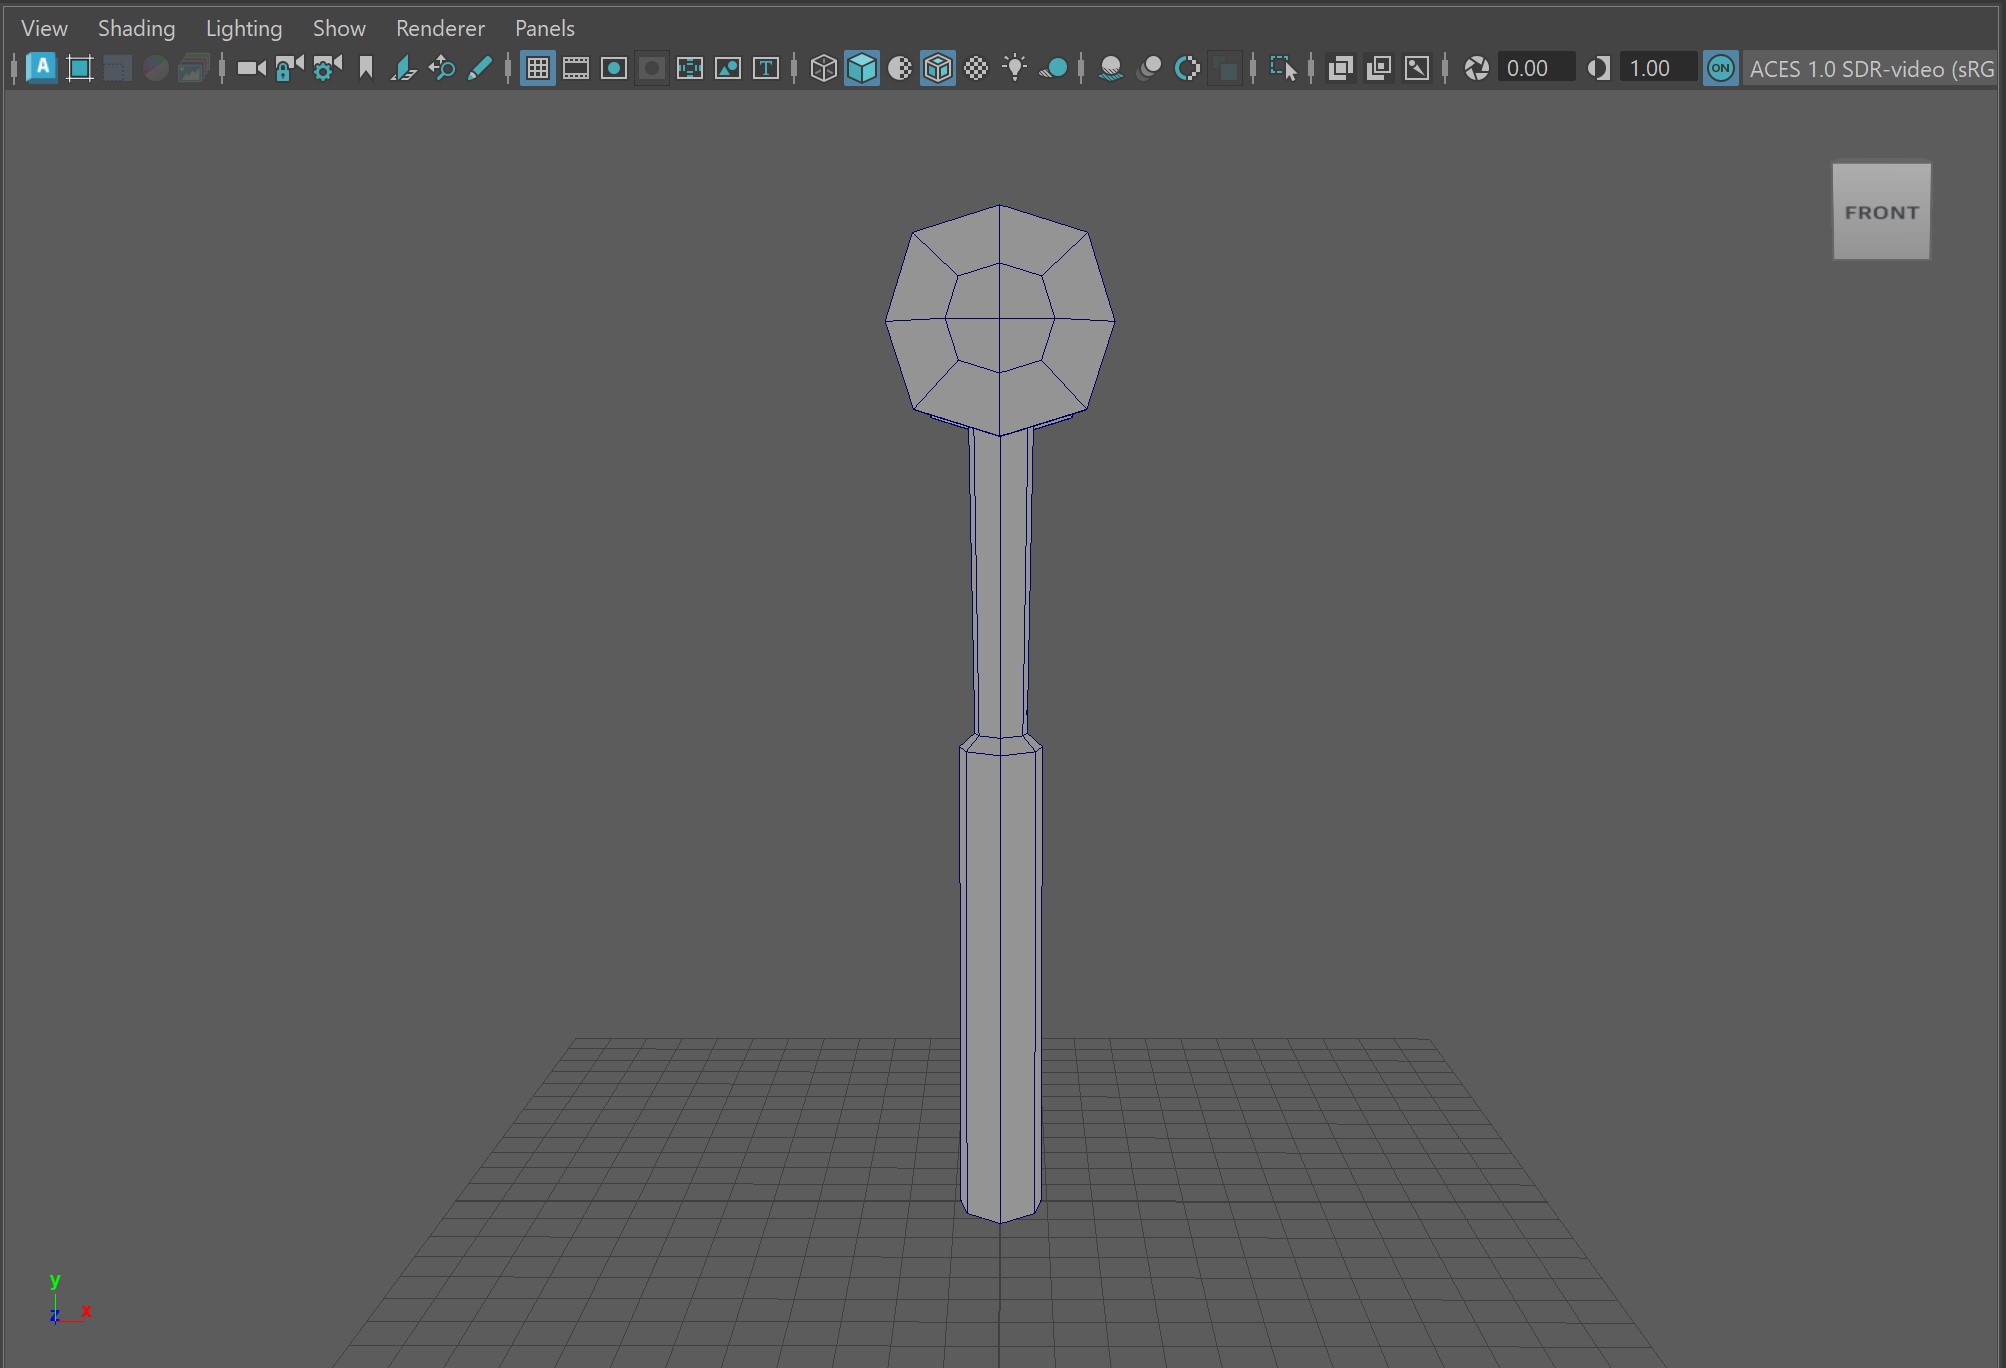 View Shading Lighting Show Renderer Panels
A T 0.00 1.00 ON ACES 1.0 SDR-video (sRG
FRONT
y
z x